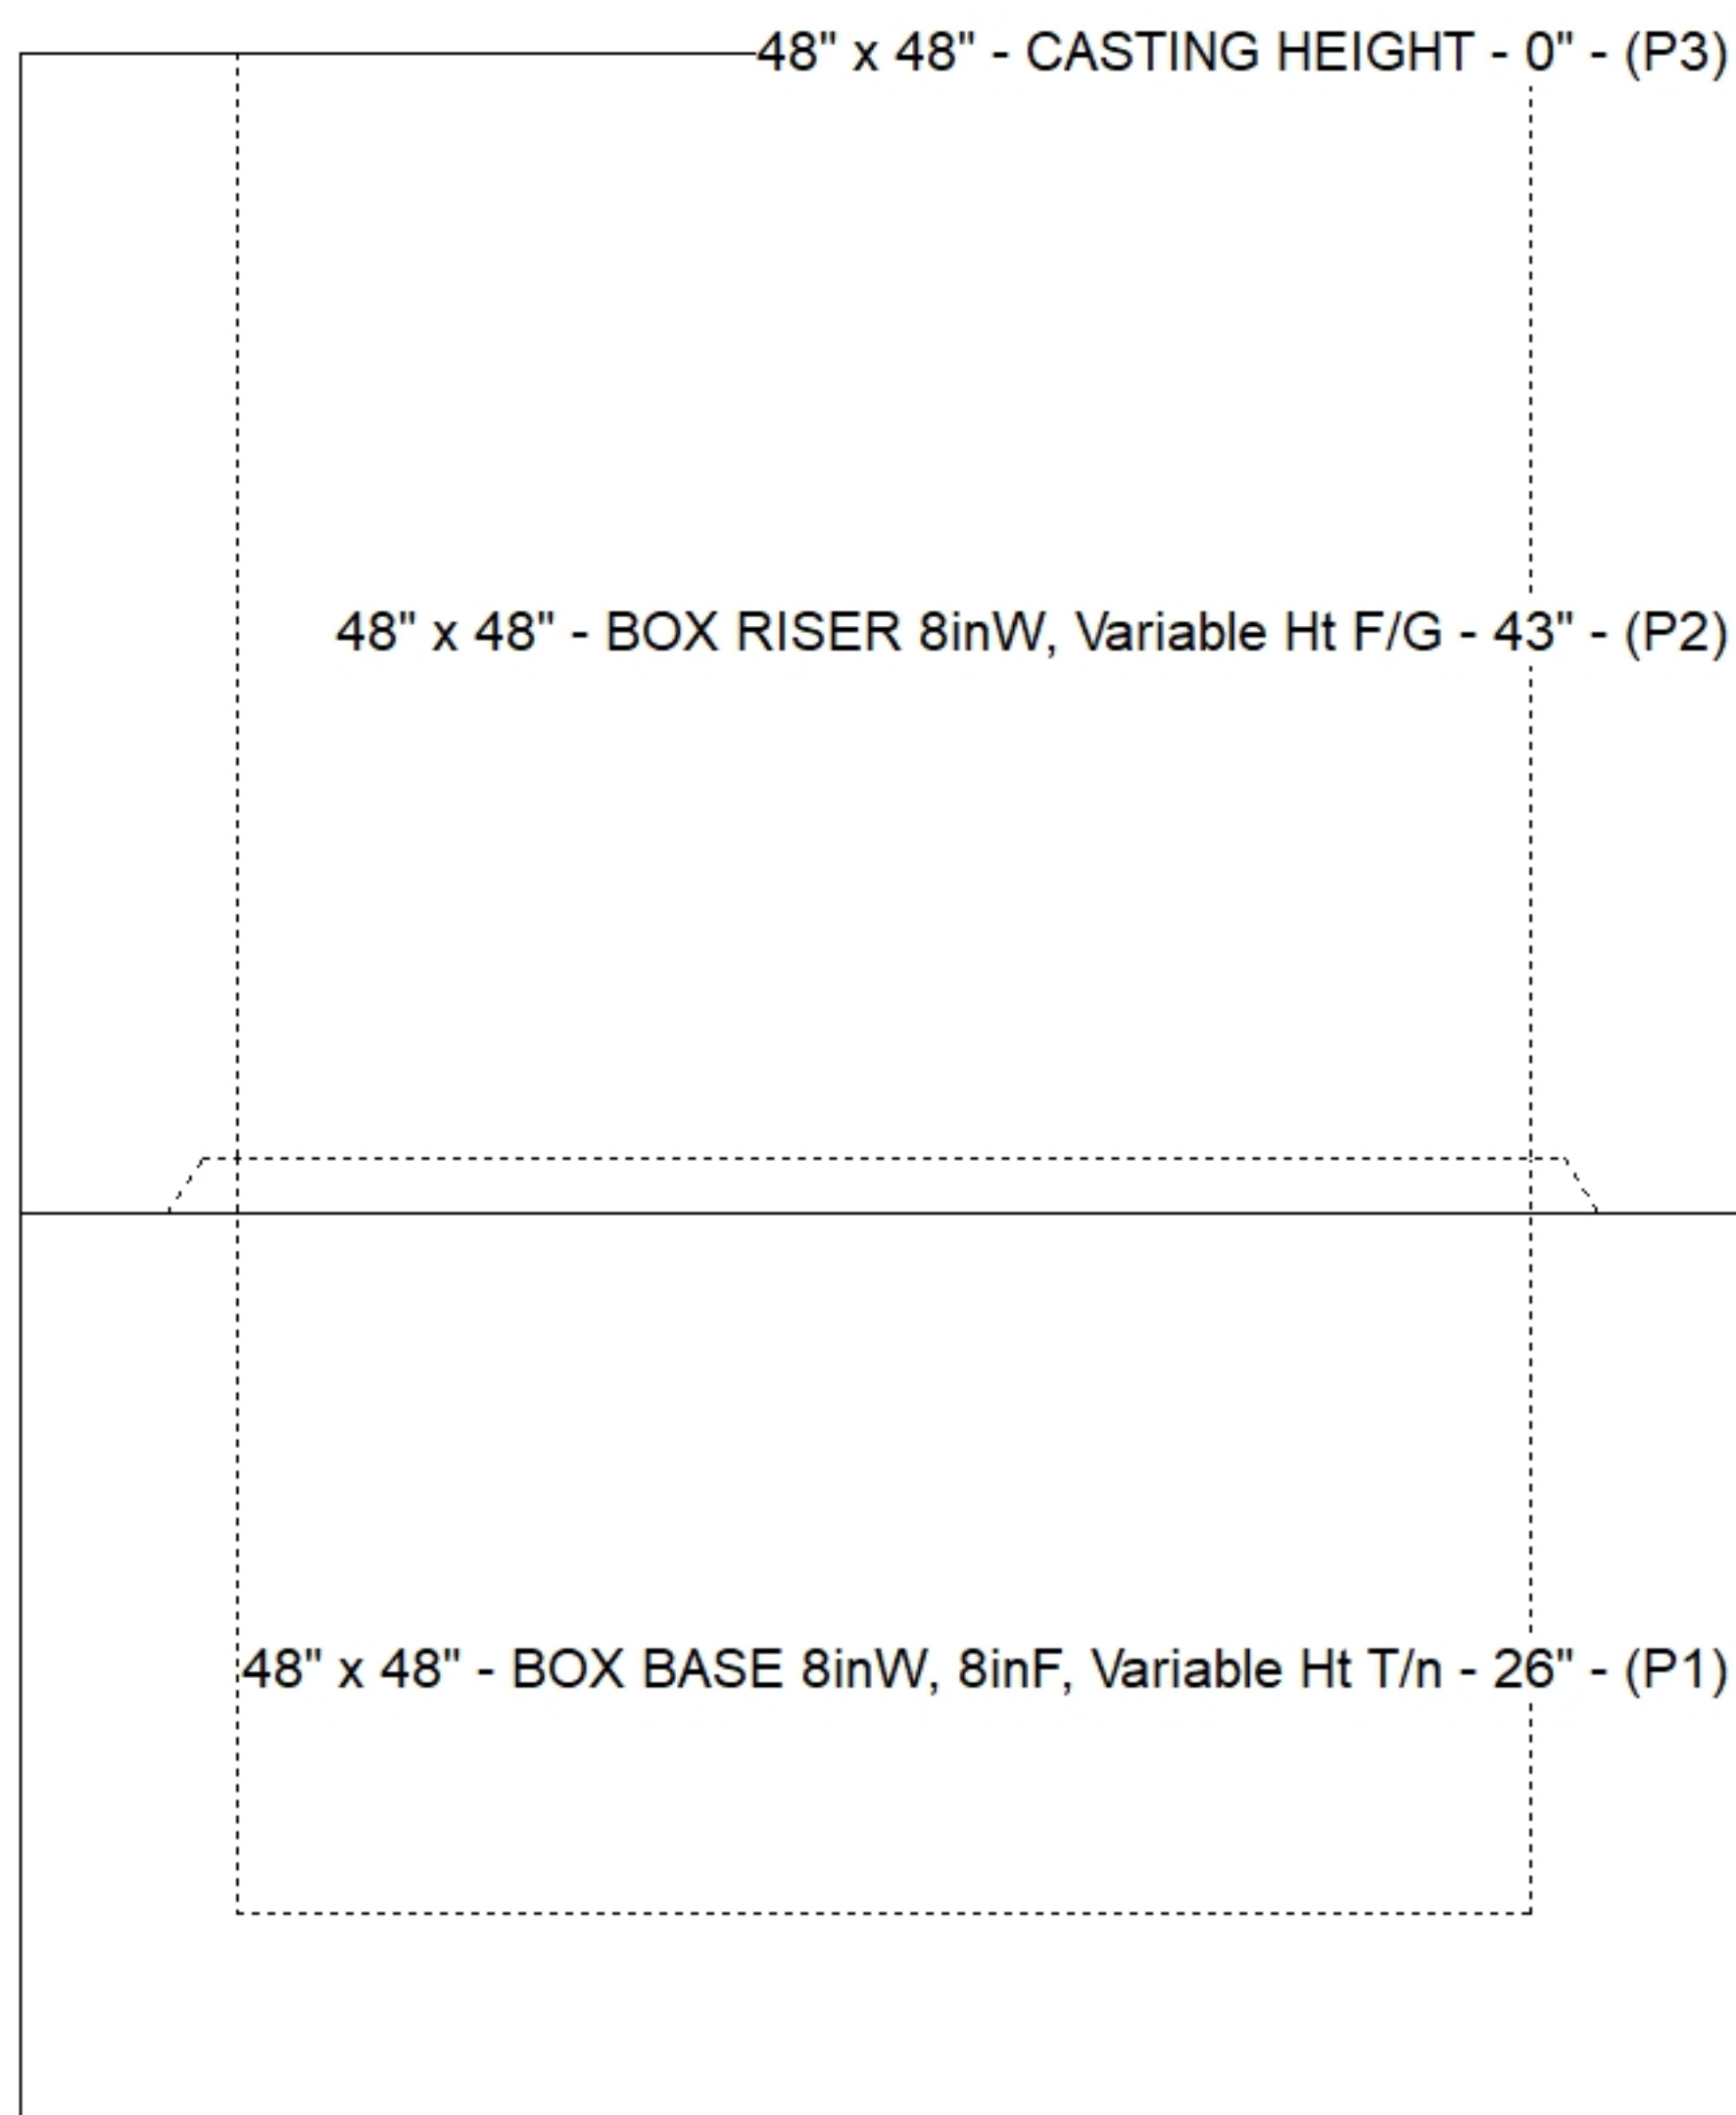 48" x 48" - CASTING HEIGHT - 0" - (P3)
48" x 48" - BOX RISER 8inW, Variable Ht F/G - 43" - (P2)
48" x 48" - BOX BASE 8inW, 8inF, Variable Ht T/n - 26" - (P1)